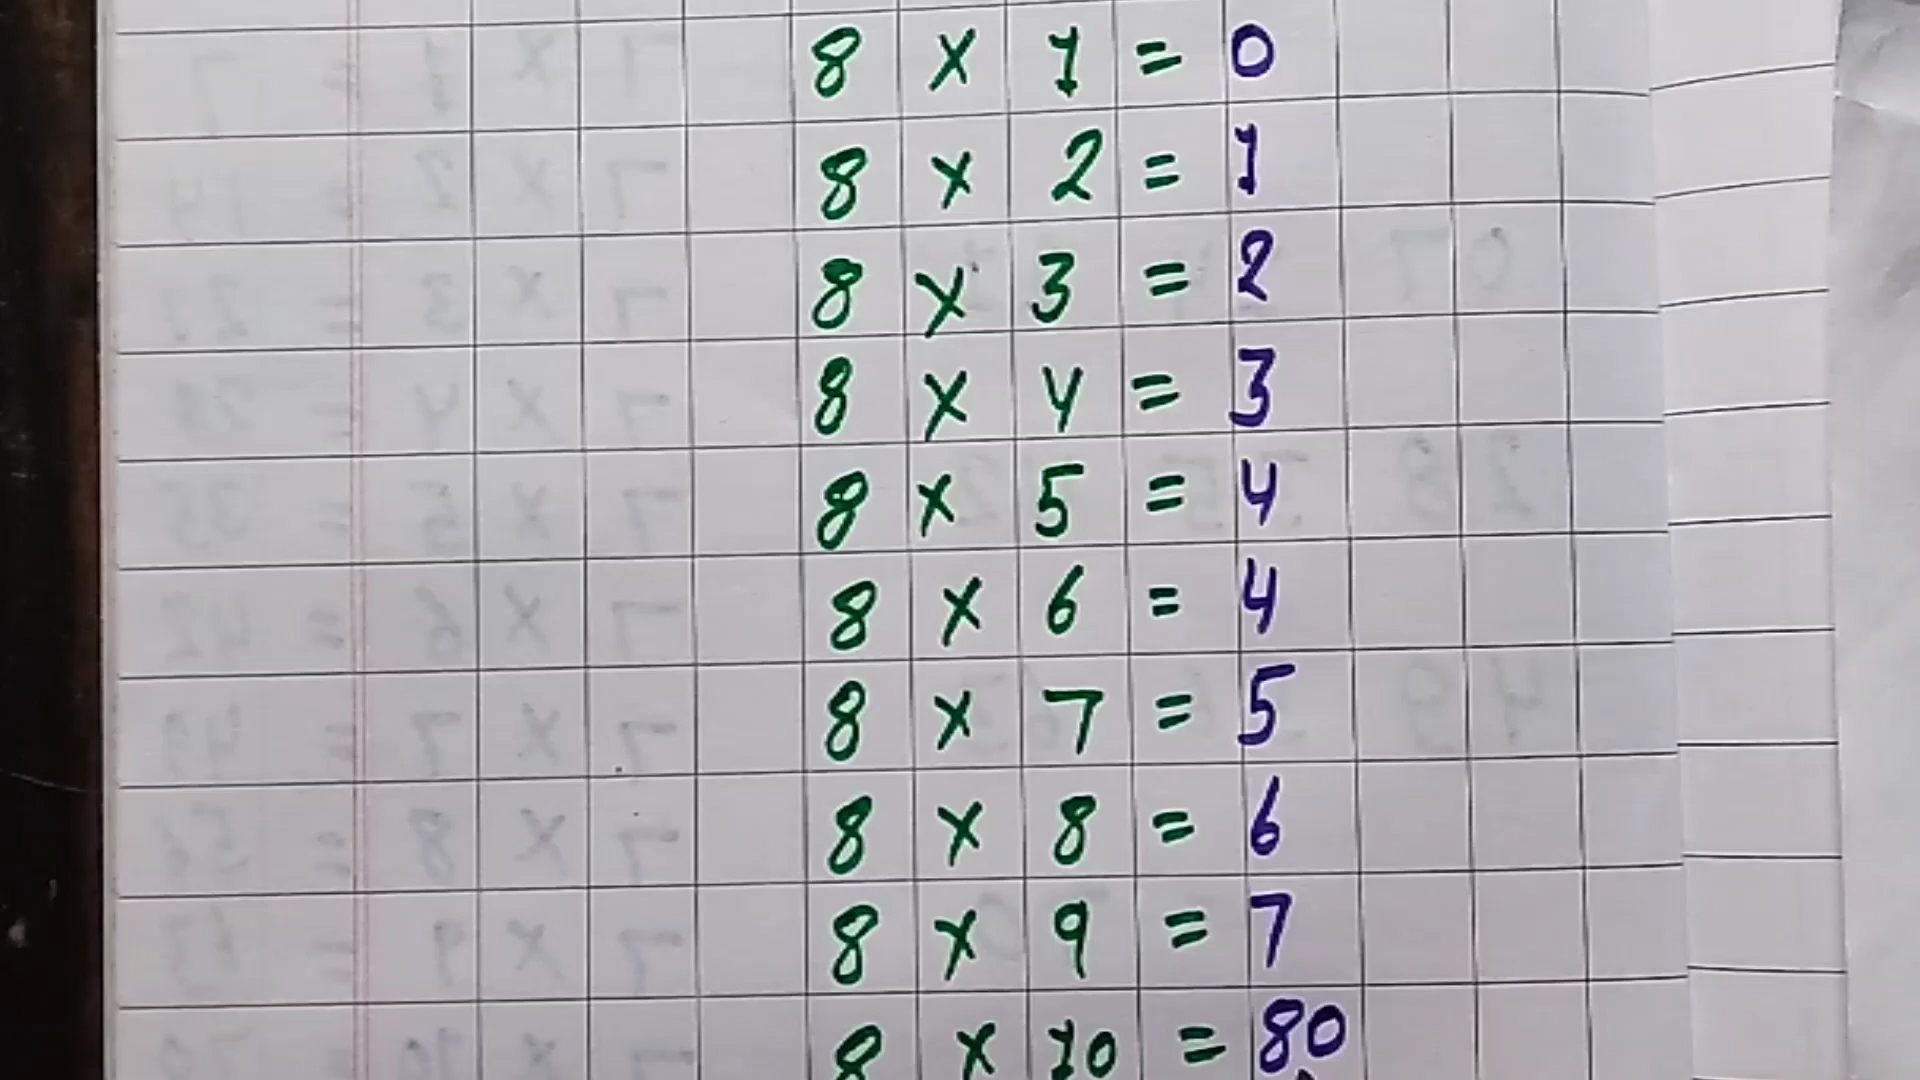 8 × 1 = 0
8 × 2 = 1
8 × 3 = 2
8 × 4 = 3
8 × 5 = 4
8 × 6 = 4
8 × 7 = 5
8 × 8 = 6
8 × 9 = 7
8 × 10 = 80